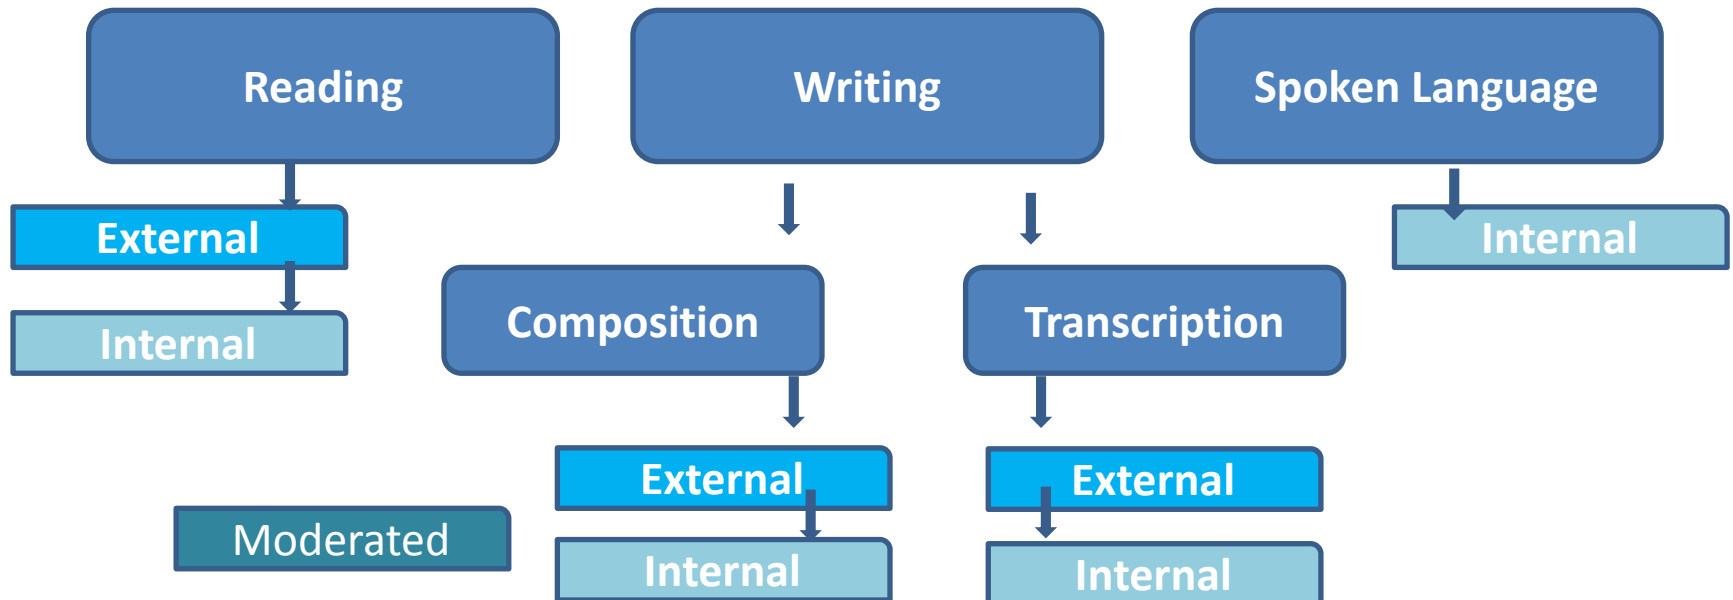 Reading
Writing
Spoken Language
External
Internal
Internal
Composition
Transcription
External
External
Moderated
Internal
Internal